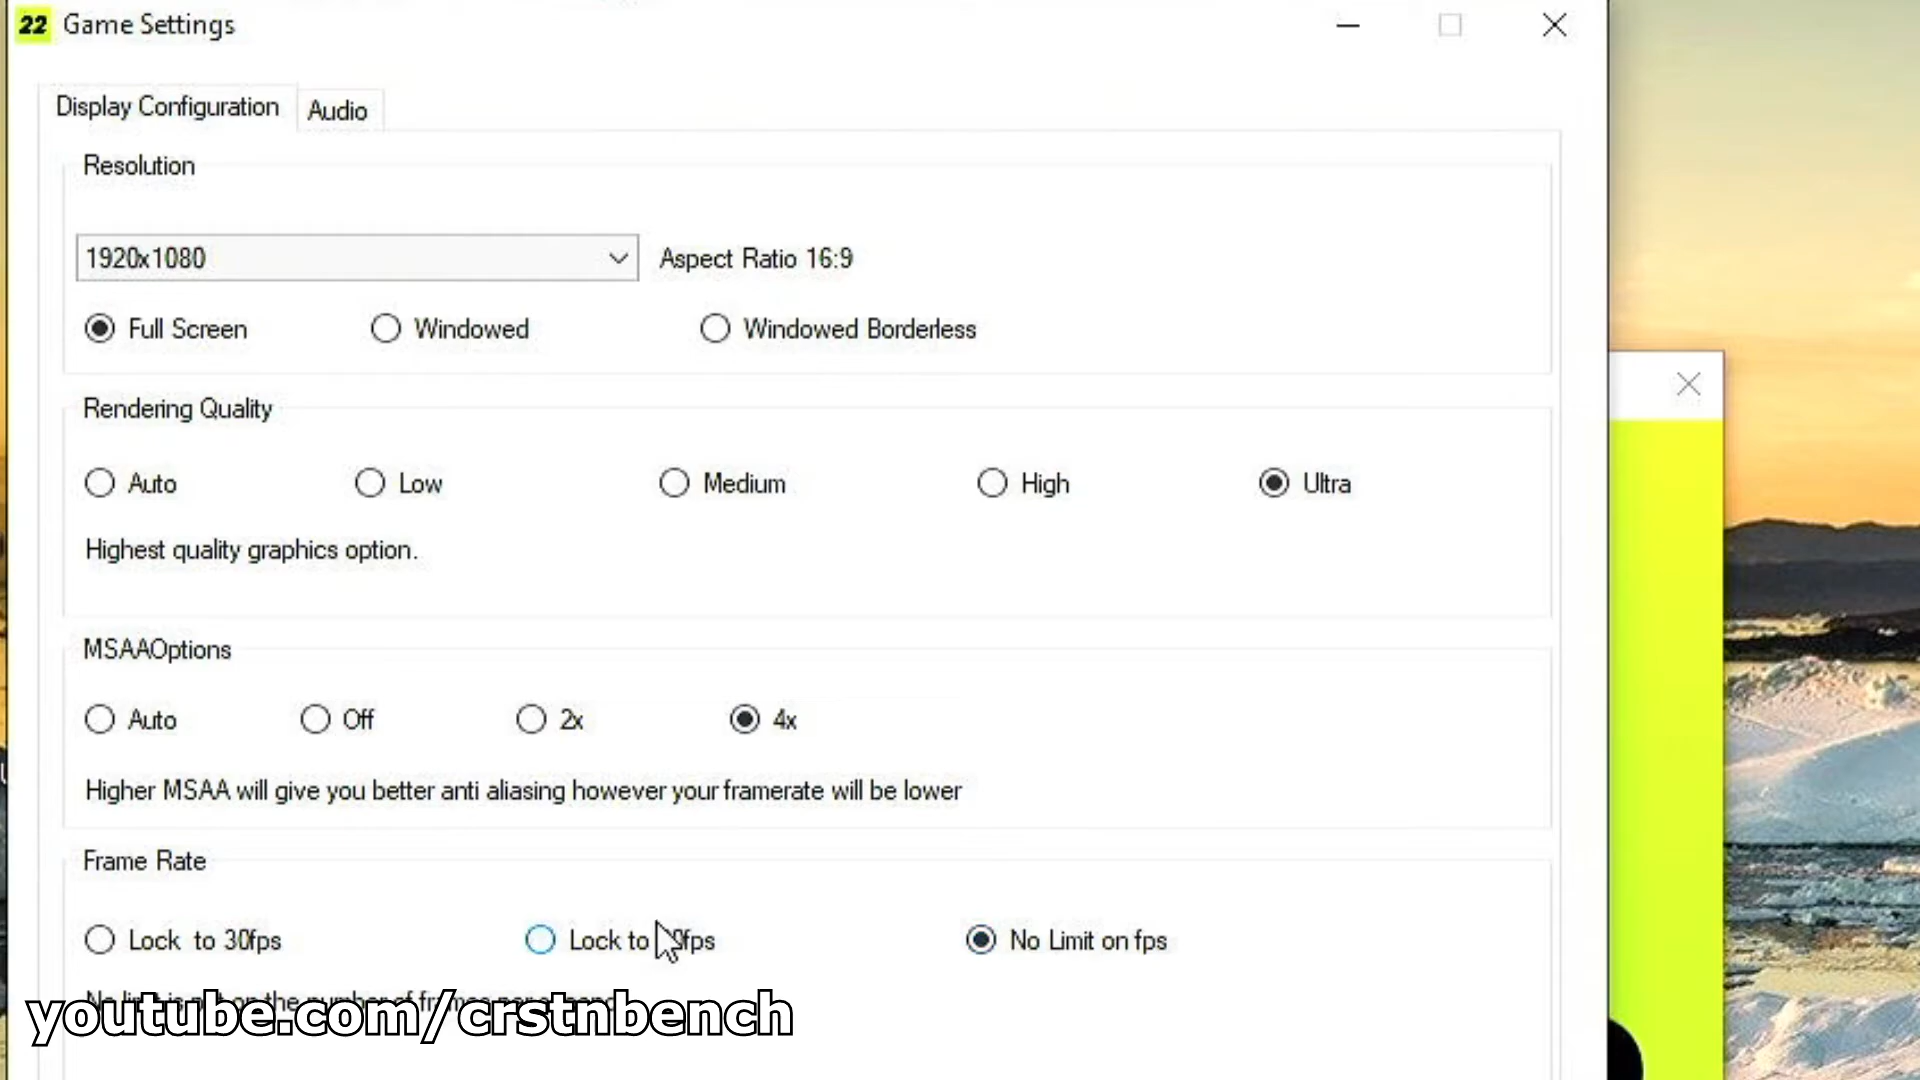 22 Game Settings
Display Configuration Audio
Resolution
1920x1080 Aspect Ratio 16:9
Full Screen Windowed Windowed Borderless
Rendering Quality
Auto Low Medium High Ultra
Highest quality graphics option.
MSAAOptions
Auto Off 2x 4x
Higher MSAA will give you better anti aliasing however your framerate will be lower
Frame Rate
Lock to 30fps Lock to No Limit on fps
youtube.com/crstnbench